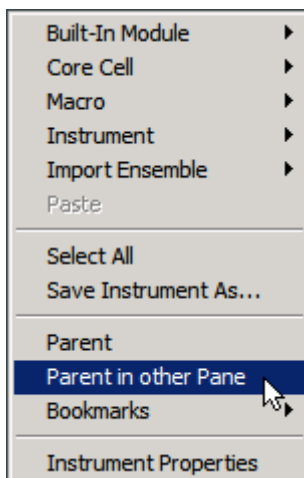 Built-In Module
Core Cell
Macro
Instrument
Import Ensemble
Paste
Select All
Save Instrument As...
Parent
Parent in other Pane
Bookmarks
Instrument Properties